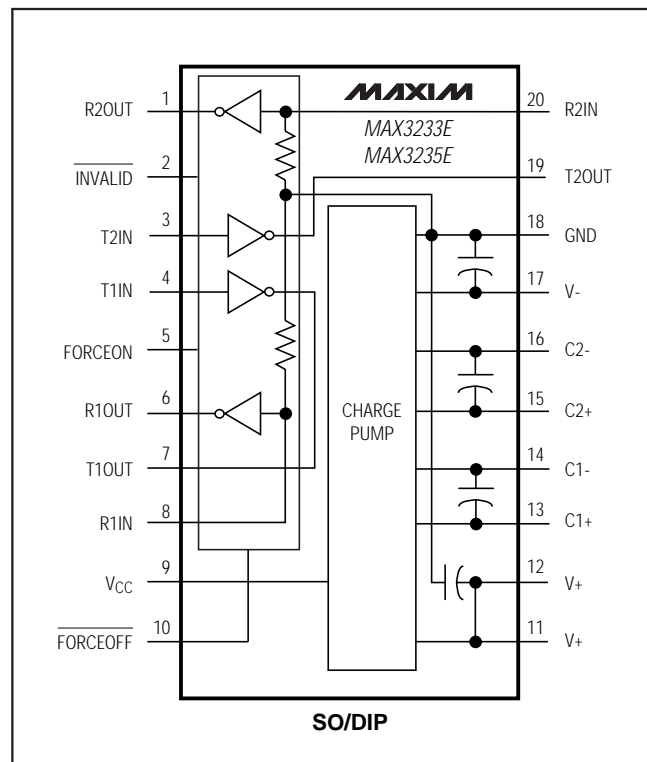 MAXIM
MAX3233E
MAX3235E
R2OUT 1
INVALID 2
T2IN 3
T1IN 4
FORCEON 5
R1OUT 6
T1OUT 7
R1IN 8
VCC 9
FORCEOFF 10
20 R2IN
19 T2OUT
18 GND
17 V-
16 C2-
15 C2+
14 C1-
13 C1+
12 V+
11 V+
CHARGE
PUMP
SO/DIP